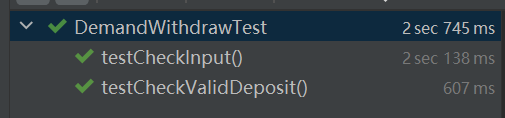 DemandWithdrawTest 2 sec 745 ms
testCheckInput() 2 sec 138 ms
testCheckValidDeposit() 607 ms